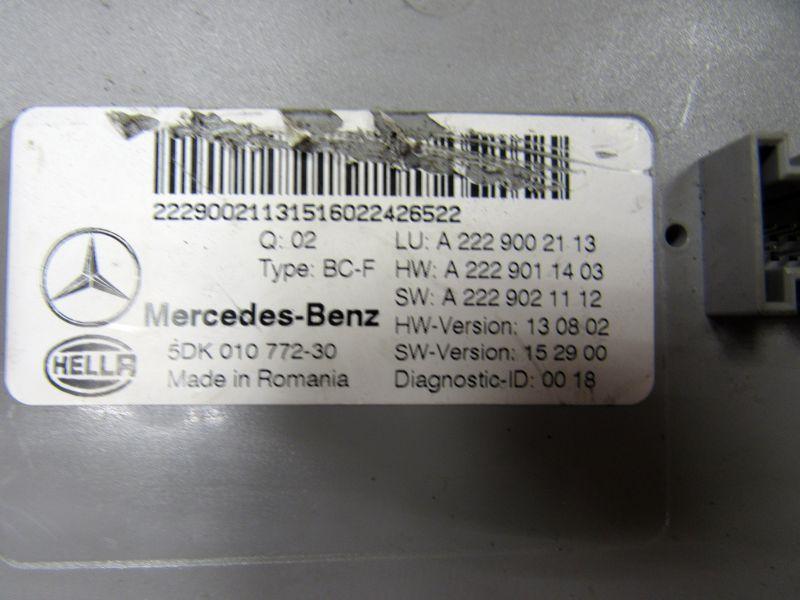 22290021131516022426522
Q: 02 LU: A 222 900 21 13
Type: BC-F HW: A 222 901 14 03
SW: A 222 902 11 12
Mercedes-Benz HW-Version: 13 08 02
HELLA 5DK 010 772-30 SW-Version: 15 29 00
Made in Romania Diagnostic-ID: 00 18